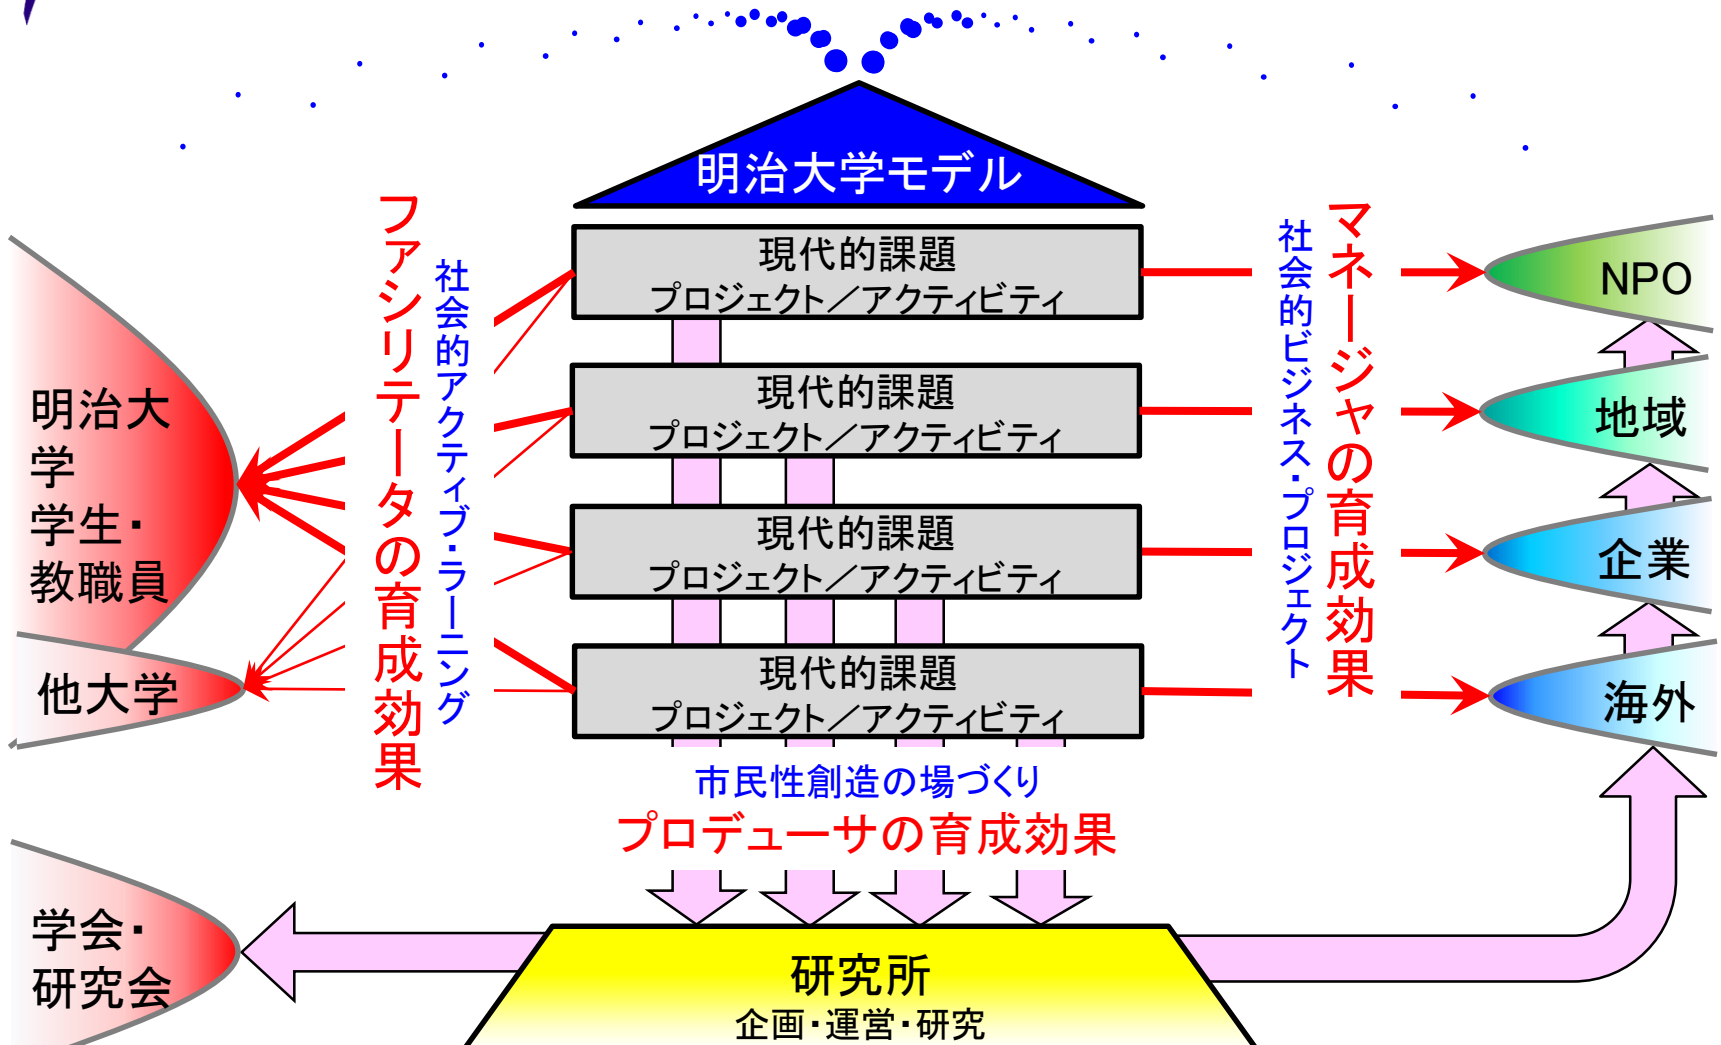 明治大学モデル
現代的課題
プロジェクト／アクティビティ
現代的課題
プロジェクト／アクティビティ
現代的課題
プロジェクト／アクティビティ
現代的課題
プロジェクト／アクティビティ
ファシリテータの育成効果
社会的アクティブ・ラーニング
社会的ビジネス・プロジェクト
マネージャの育成効果
明治大
学
学生・
教職員
他大学
NPO
地域
企業
海外
市民性創造の場づくり
プロデューサの育成効果
学会・
研究会
研究所
企画・運営・研究